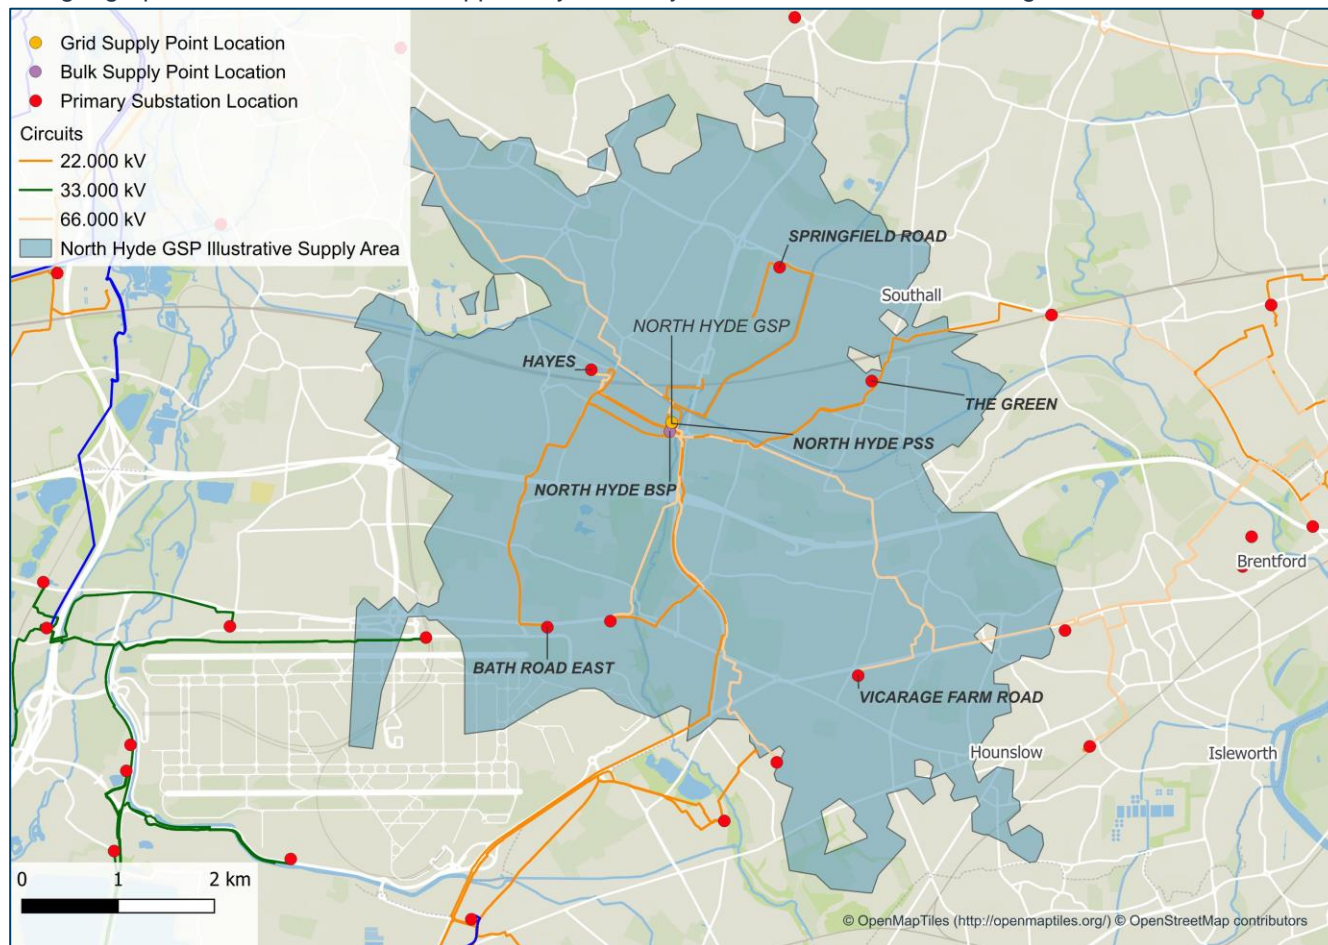 Grid Supply Point Location
Bulk Supply Point Location
Primary Substation Location
Circuits
22.000 kV
33.000 kV
66.000 kV
North Hyde GSP Illustrative Supply Area
SPRINGFIELD ROAD
Southall
NORTH HYDE GSP
HAYES
THE GREEN
NORTH HYDE PSS
NORTH HYDE BSP
Brentford
BATH ROAD EAST
VICARAGE FARM ROAD
Hounslow
Isleworth
0 1 2 km
© OpenMapTiles (http://openmaptiles.org/) © OpenStreetMap contributors